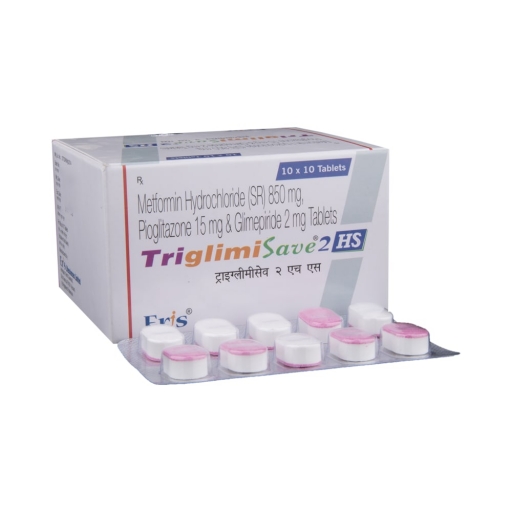 10 x 10 Tablets
Rx
Metformin Hydrochloride (SR) 850 mg,
Pioglitazone 15 mg & Glimepiride 2 mg Tablets
TriglimiSave® 2 HS
ट्राइग्लीमीसेव २ एच एस
Eris®